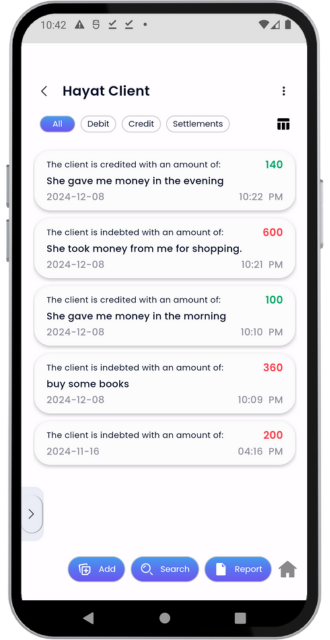 10:42
Hayat Client
All
Debit
Credit
Settlements
The client is credited with an amount of: 140
She gave me money in the evening
2024-12-08 10:22 PM
The client is indebted with an amount of: 600
She took money from me for shopping.
2024-12-08 10:21 PM
The client is credited with an amount of: 100
She gave me money in the morning
2024-12-08 10:10 PM
The client is indebted with an amount of: 360
buy some books
2024-12-08 10:09 PM
The client is indebted with an amount of: 200
2024-11-16 04:16 PM
Add
Search
Report